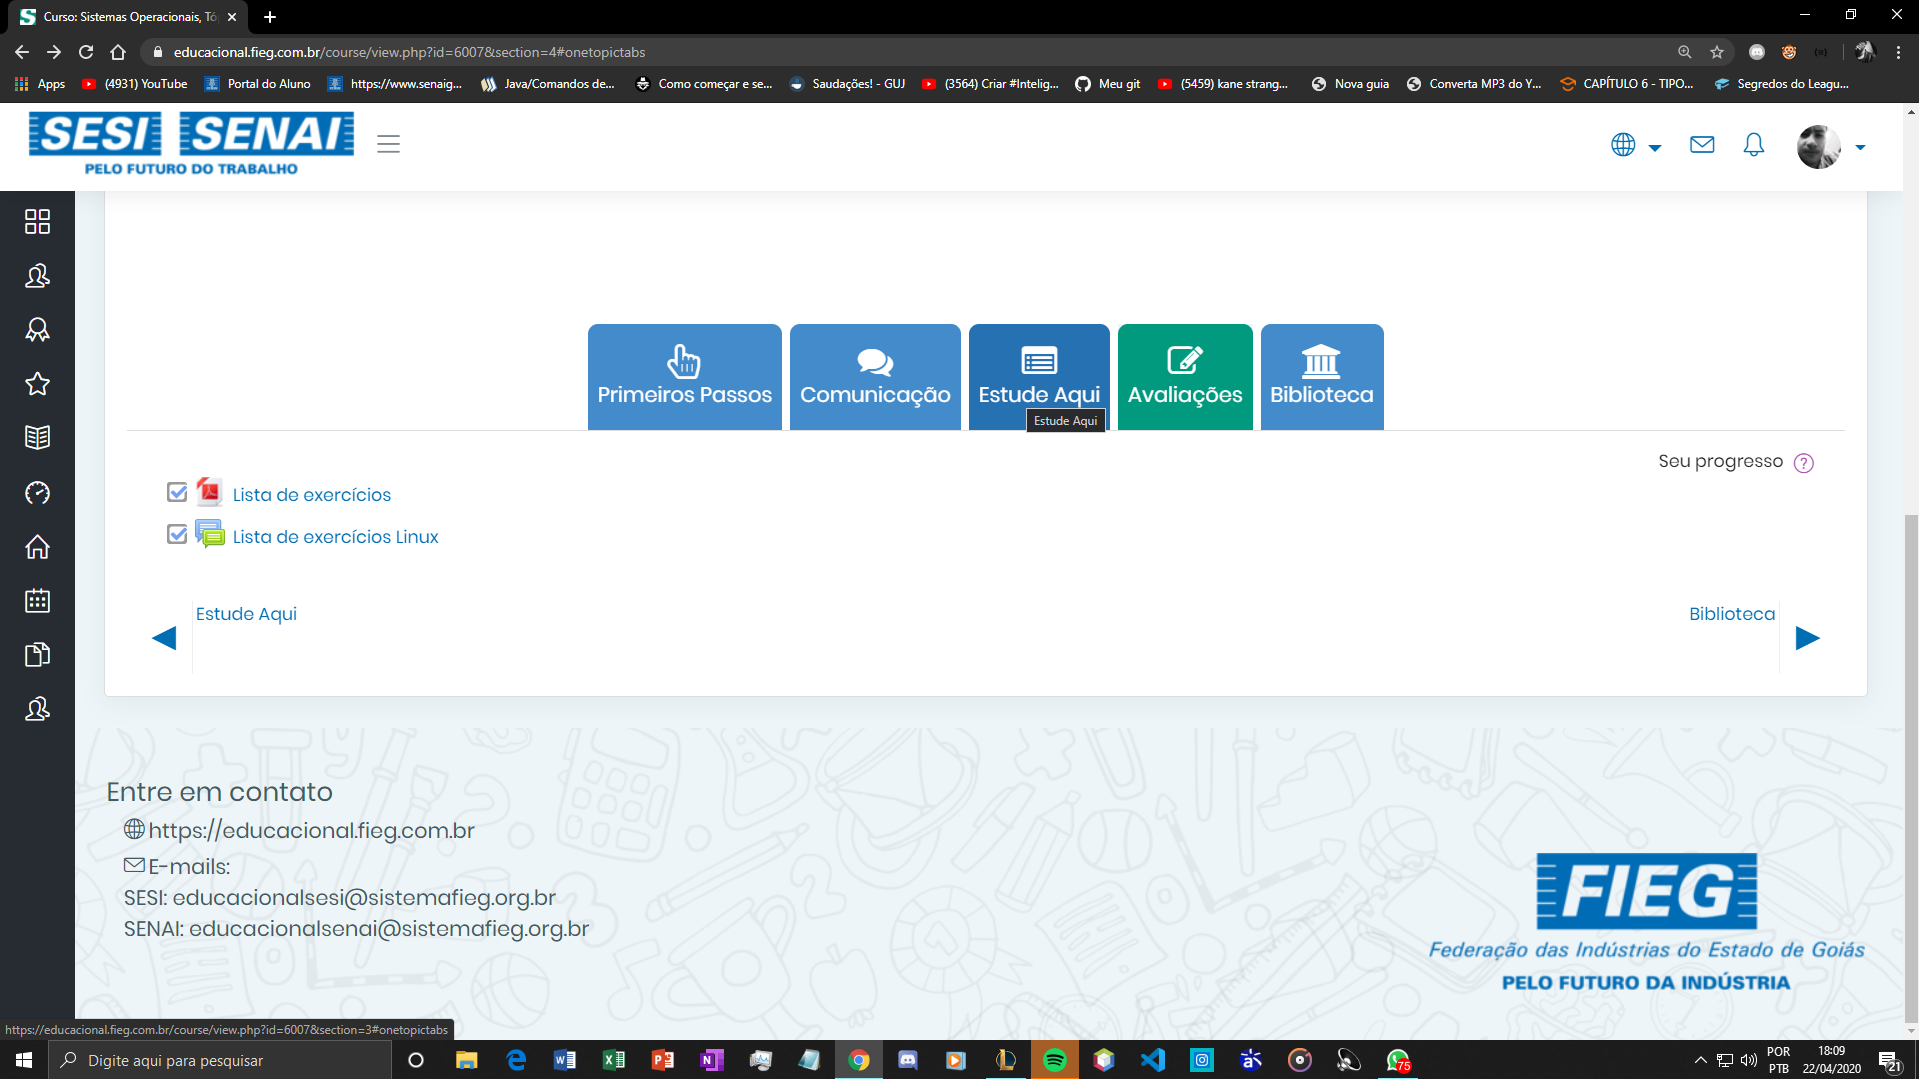 Curso: Sistemas Operacionais, Tó
educacional.fieg.com.br/course/view.php?id=6007&section=4#onetopictabs
Apps
(4931) YouTube
Portal do Aluno
https://www.senaig...
Java/Comandos de...
Como começar e se...
Saudações! - GUJ
(3564) Criar #Intelig...
Meu git
(5459) kane strang...
Nova guia
Converta MP3 do Y...
CAPÍTULO 6 - TIPO...
Segredos do Leagu...
SESI SENAI
PELO FUTURO DO TRABALHO
Primeiros Passos
Comunicação
Estude Aqui
Avaliações
Biblioteca
Estude Aqui
Seu progresso
Lista de exercícios
Lista de exercícios Linux
Estude Aqui
Biblioteca
Entre em contato
https://educacional.fieg.com.br
E-mails:
SESI: educacionalsesi@sistemafieg.org.br
SENAI: educacionalsenai@sistemafieg.org.br
FIEG
Federação das Indústrias do Estado de Goiás
PELO FUTURO DA INDÚSTRIA
https://educacional.fieg.com.br/course/view.php?id=6007&section=3#onetopictabs
Digite aqui para pesquisar
75
POR
PTB
18:09
22/04/2020
21